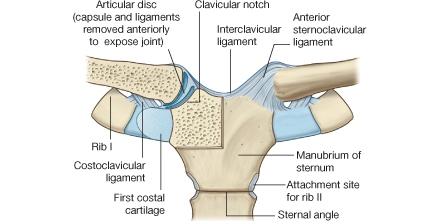 Articular disc
(capsule and ligaments
removed anteriorly
to expose joint)
Clavicular notch
Interclavicular
ligament
Anterior
sternoclavicular
ligament
Rib I
Costoclavicular
ligament
First costal
cartilage
Manubrium of
sternum
Attachment site
for rib II
Sternal angle